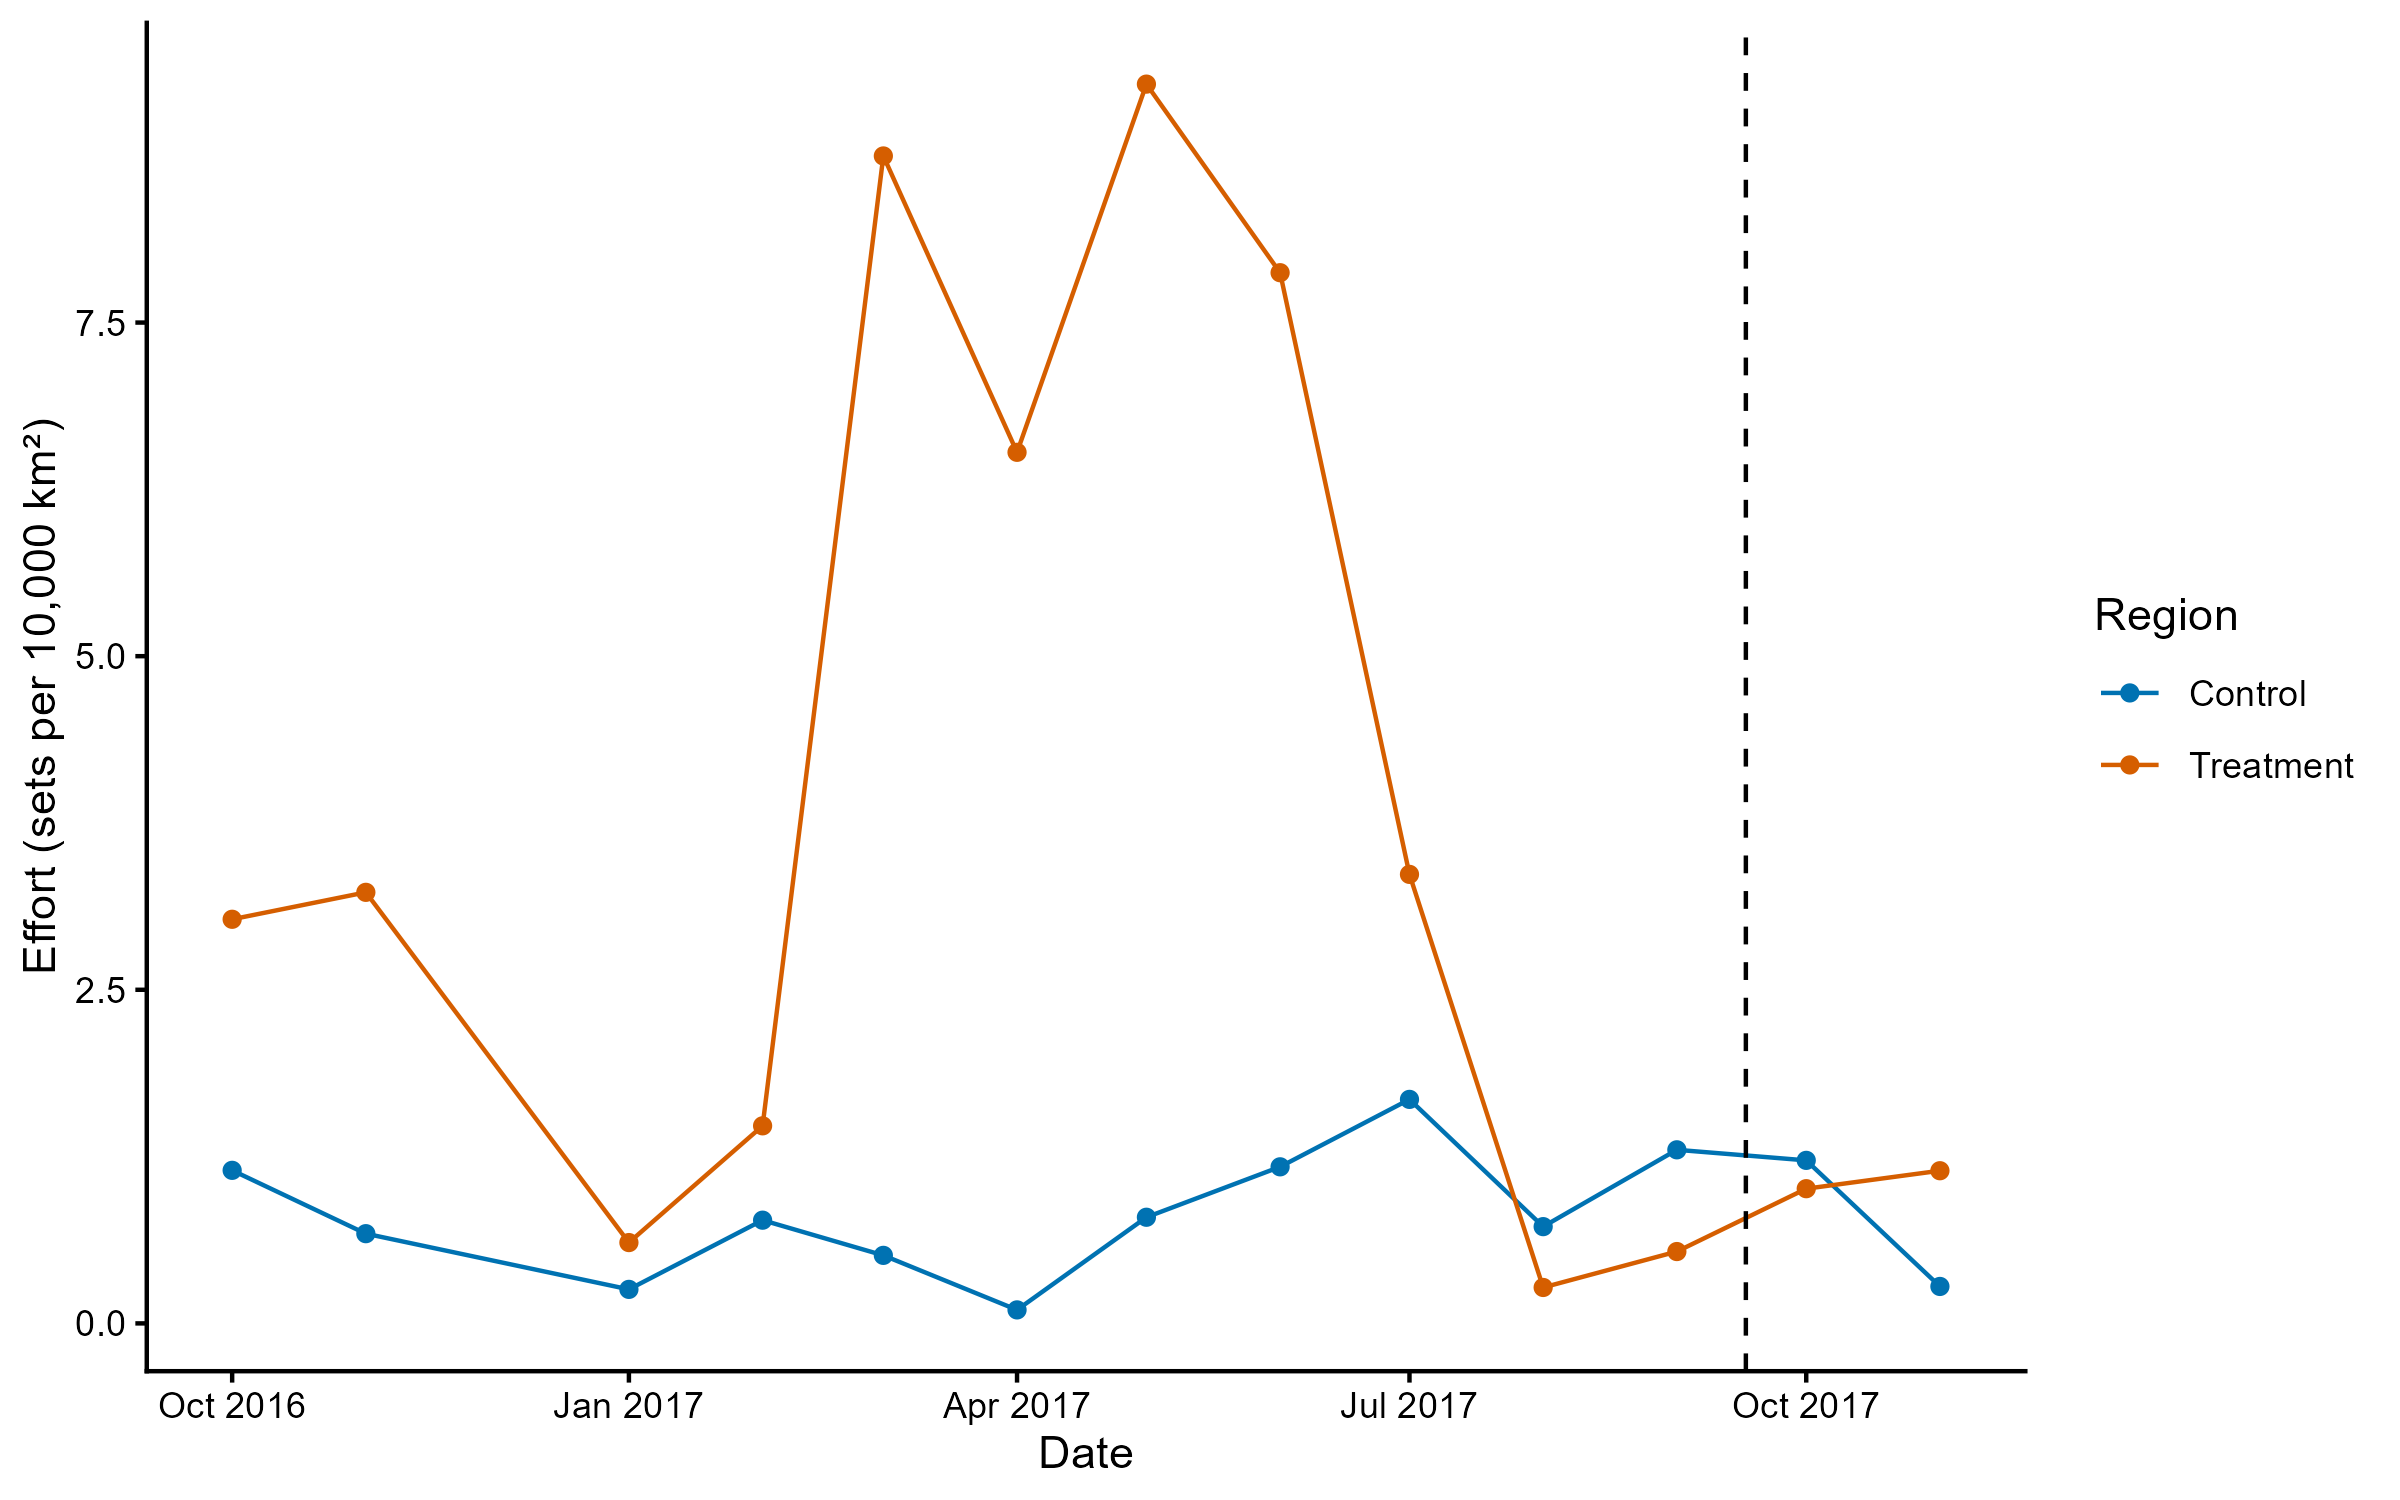 Effort (sets per 10,000 km²)
7.5
5.0
2.5
0.0
Oct 2016
Jan 2017
Apr 2017
Jul 2017
Oct 2017
Date
Region
Control
Treatment